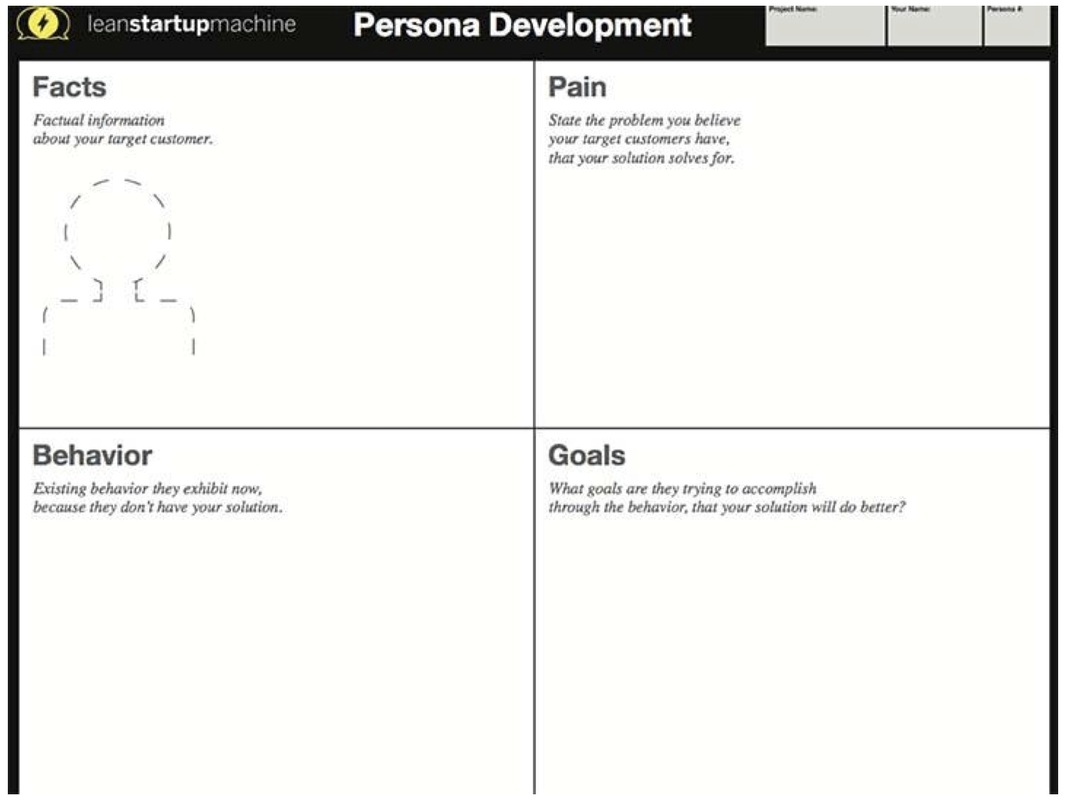 leanstartupmachine
Persona Development
Project Name:
Your Name:
Persona #:
Facts
Factual information
about your target customer.
Pain
State the problem you believe
your target customers have,
that your solution solves for.
Behavior
Existing behavior they exhibit now,
because they don't have your solution.
Goals
What goals are they trying to accomplish
through the behavior, that your solution will do better?